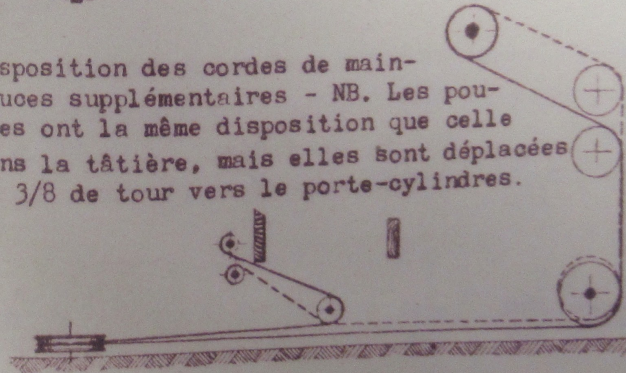 sposition des cordes de main-
uces supplémentaires - NB. Les pou-
es ont la même disposition que celle
ns la tâtière, mais elles sont déplacées
3/8 de tour vers le porte-cylindres.